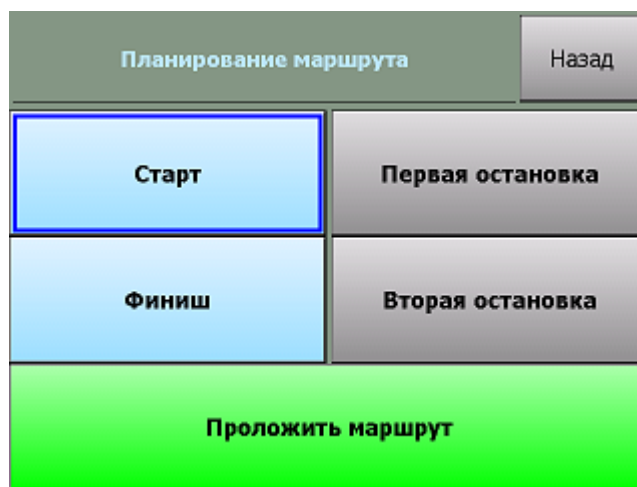 Планирование маршрута
Назад
Старт
Первая остановка
Финиш
Вторая остановка
Проложить маршрут